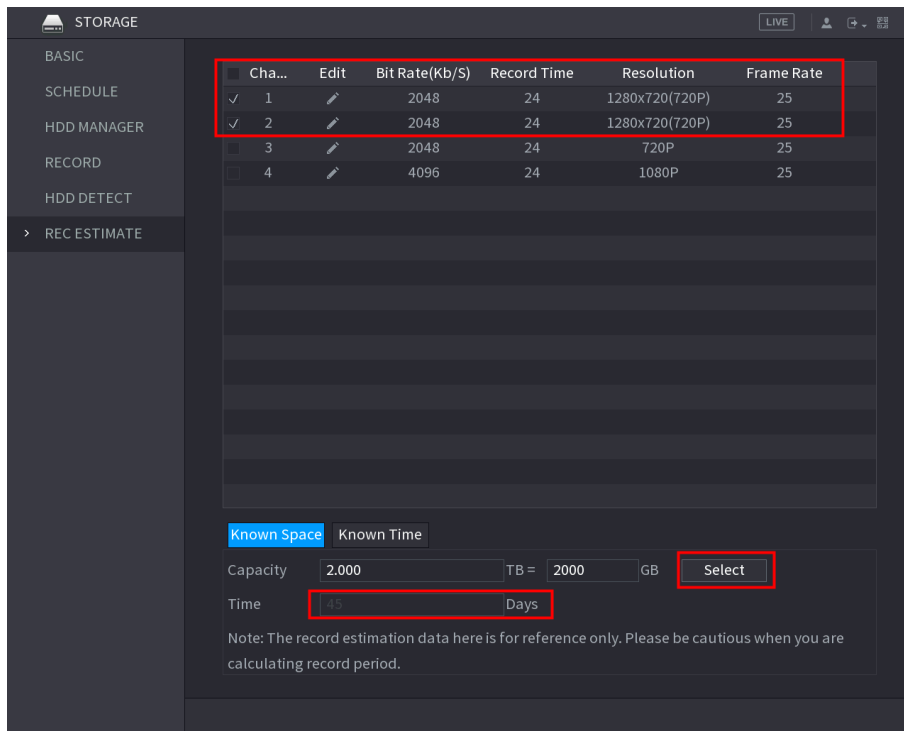 STORAGE
LIVE
BASIC
SCHEDULE
HDD MANAGER
RECORD
HDD DETECT
REC ESTIMATE
Cha... Edit Bit Rate(Kb/S) Record Time Resolution Frame Rate
1 2048 24 1280x720(720P) 25
2 2048 24 1280x720(720P) 25
3 2048 24 720P 25
4 4096 24 1080P 25
Known Space Known Time
Capacity 2.000 TB = 2000 GB Select
Time 45 Days
Note: The record estimation data here is for reference only. Please be cautious when you are
calculating record period.